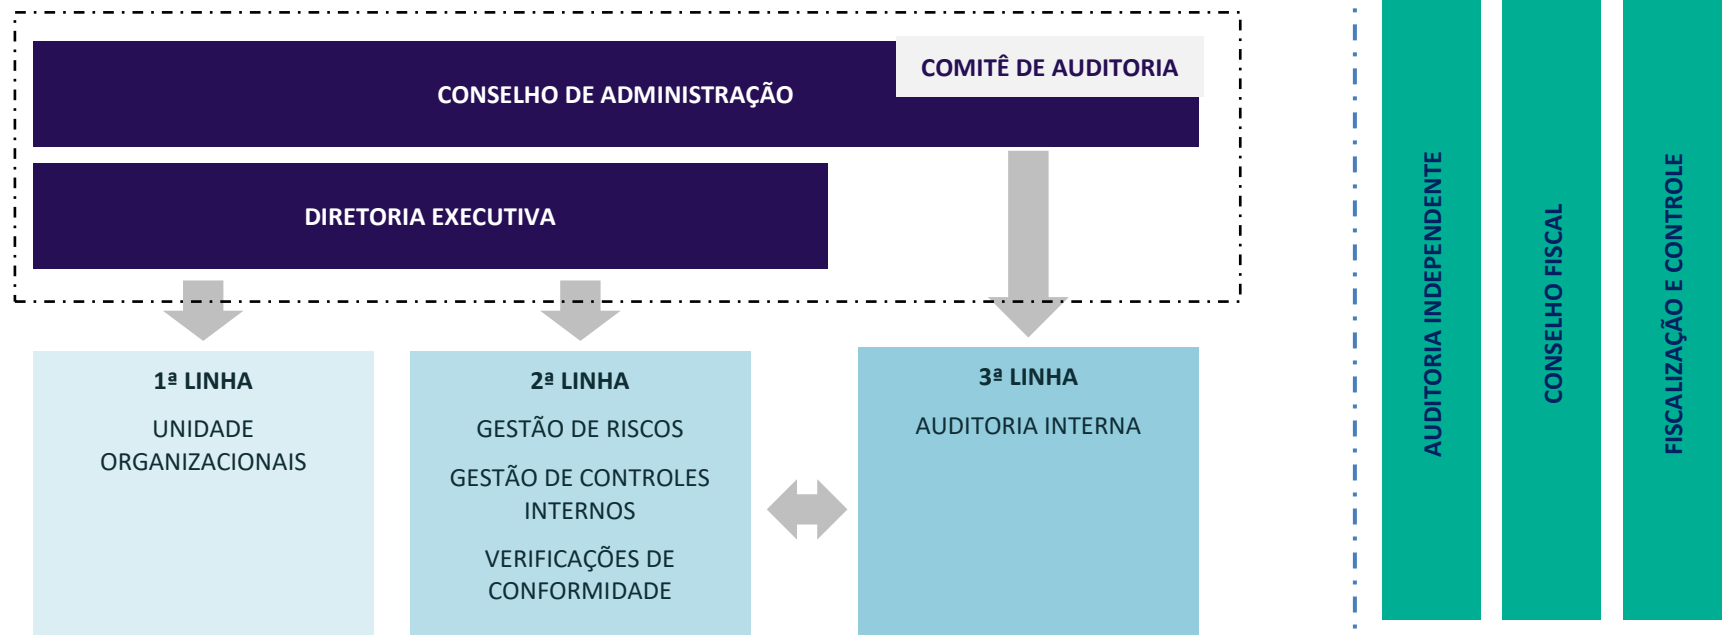 COMITÊ DE AUDITORIA
CONSELHO DE ADMINISTRAÇÃO
DIRETORIA EXECUTIVA
1ª LINHA
UNIDADE
ORGANIZACIONAIS
2ª LINHA
GESTÃO DE RISCOS
GESTÃO DE CONTROLES
INTERNOS
VERIFICAÇÕES DE
CONFORMIDADE
3ª LINHA
AUDITORIA INTERNA
AUDITORIA INDEPENDENTE
CONSELHO FISCAL
FISCALIZAÇÃO E CONTROLE